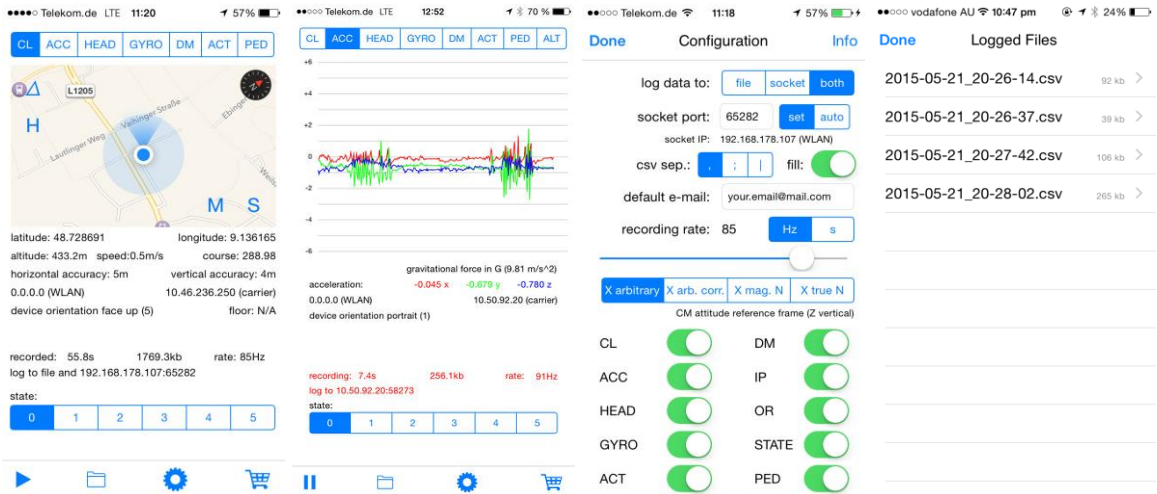 Telekom.de LTE 11:20 57%
CL ACC HEAD GYRO DM ACT PED
L1205
Vaihinger Straße
Lautlinger Weg
H
M S
latitude: 48.728691 longitude: 9.136165
altitude: 433.2m speed:0.5m/s course: 288.98
horizontal accuracy: 5m vertical accuracy: 4m
0.0.0.0 (WLAN) 10.46.236.250 (carrier)
device orientation face up (5) floor: N/A
recorded: 55.8s 1769.3kb rate: 85Hz
log to file and 192.168.178.107:65282
state:
0 1 2 3 4 5
Telekom.de LTE 12:52 70 %
CL ACC HEAD GYRO DM ACT PED ALT
+6
+4
+2
0
-2
-4
-6
gravitational force in G (9.81 m/s^2)
acceleration: -0.045 x -0.679 y -0.780 z
0.0.0.0 (WLAN) 10.50.92.20 (carrier)
device orientation portrait (1)
recording: 7.4s 256.1kb rate: 91Hz
log to 10.50.92.20:58273
state:
0 1 2 3 4 5
Telekom.de 11:18 57%
Done Configuration Info
log data to: file socket both
socket port: 65282 set auto
socket IP: 192.168.178.107 (WLAN)
csv sep.: , ; | fill:
default e-mail: your.email@mail.com
recording rate: 85 Hz s
X arbitrary X arb. corr. X mag. N X true N
CM attitude reference frame (Z vertical)
CL DM
ACC IP
HEAD OR
GYRO STATE
ACT PED
vodafone AU 10:47 pm 24%
Done Logged Files
2015-05-21_20-26-14.csv 92 kb
2015-05-21_20-26-37.csv 39 kb
2015-05-21_20-27-42.csv 106 kb
2015-05-21_20-28-02.csv 265 kb